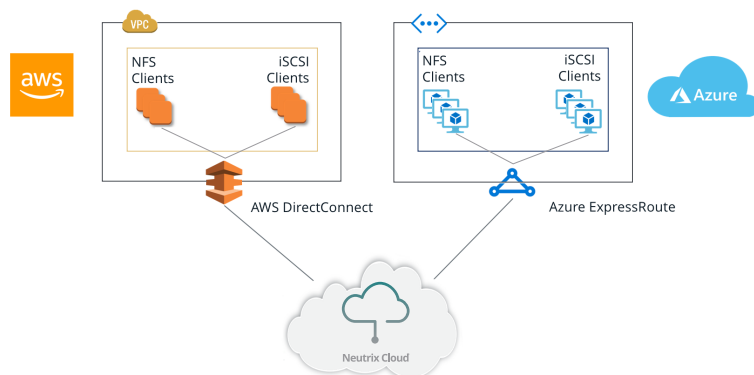 VPC
aws
NFS
Clients
iSCSI
Clients
NFS
Clients
iSCSI
Clients
Azure
AWS DirectConnect
Azure ExpressRoute
Neutrix Cloud